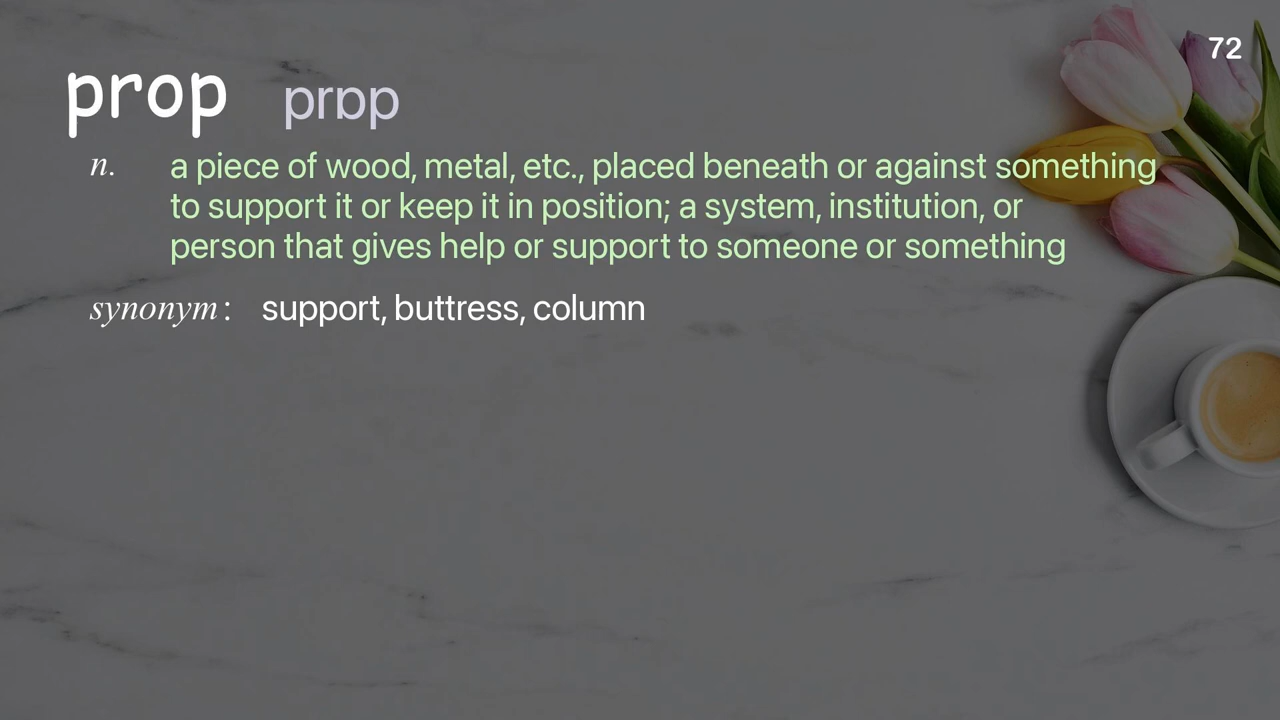 72
prop prɒp
n. a piece of wood, metal, etc., placed beneath or against something
to support it or keep it in position; a system, institution, or
person that gives help or support to someone or something
synonym: support, buttress, column